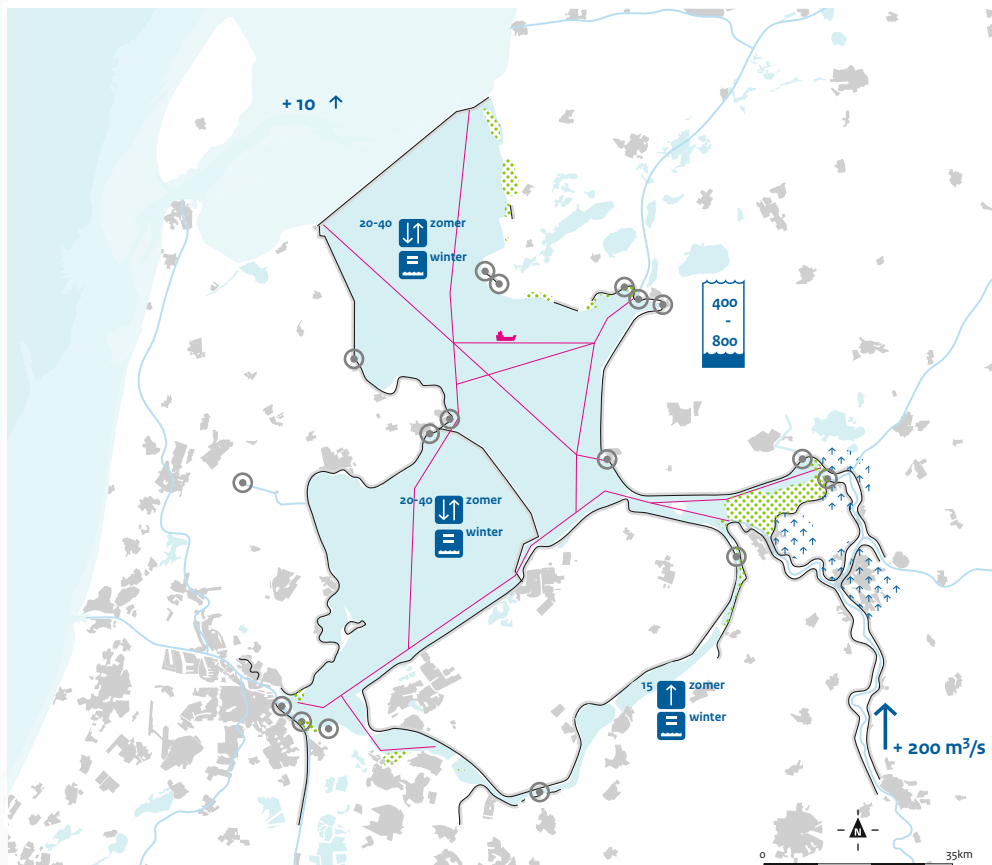 + 10
20-40 zomer
winter
400
-
800
20-40 zomer
winter
15 zomer
winter
+ 200 m³/s
N
0 35km